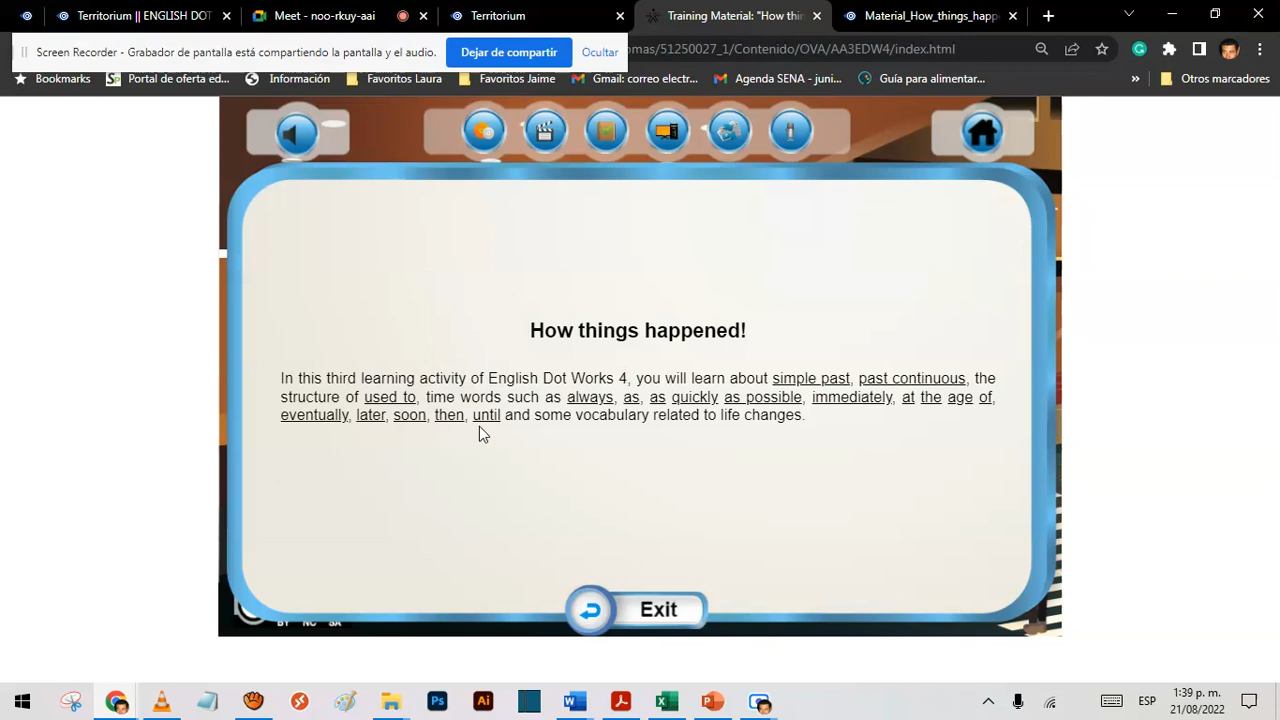 Territorium || ENGLISH DOT
Meet - noo-rkuy-aai
Territorium
Training Material: "How thin
Material_How_things_happ
Screen Recorder - Grabador de pantalla está compartiendo la pantalla y el audio.
Dejar de compartir
Ocultar
omas/51250027_1/Contenido/OVA/AA3EDW4/index.html
Bookmarks
Portal de oferta ed...
Información
Favoritos Laura
Favoritos Jaime
Gmail: correo electr...
Agenda SENA - juni...
Guía para alimentar...
»
Otros marcadores
How things happened!
In this third learning activity of English Dot Works 4, you will learn about simple past, past continuous, the
structure of used to, time words such as always, as, as quickly as possible, immediately, at the age of,
eventually, later, soon, then, until and some vocabulary related to life changes.
Exit
BY NC SA
Ps
Ai
ESP
1:39 p. m.
21/08/2022